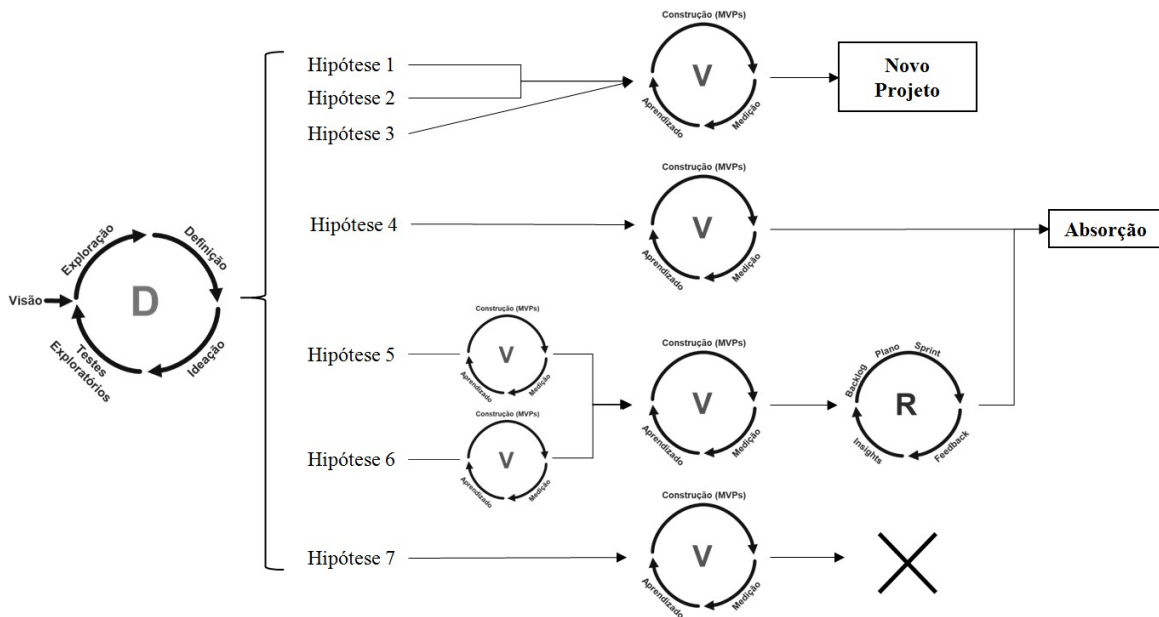 Visão
Exploração
Definição
D
Testes
Exploratórios
Ideação
Hipótese 1
Hipótese 2
Hipótese 3
Construção (MVPs)
V
Aprendizado
Medição
Novo
Projeto
Hipótese 4
Construção (MVPs)
V
Aprendizado
Medição
Absorção
Hipótese 5
Construção (MVPs)
V
Aprendizado
Medição
Hipótese 6
Construção (MVPs)
V
Aprendizado
Medição
Construção (MVPs)
V
Aprendizado
Medição
Backlog
Plano
Sprint
R
Insights
Feedback
Hipótese 7
Construção (MVPs)
V
Aprendizado
Medição